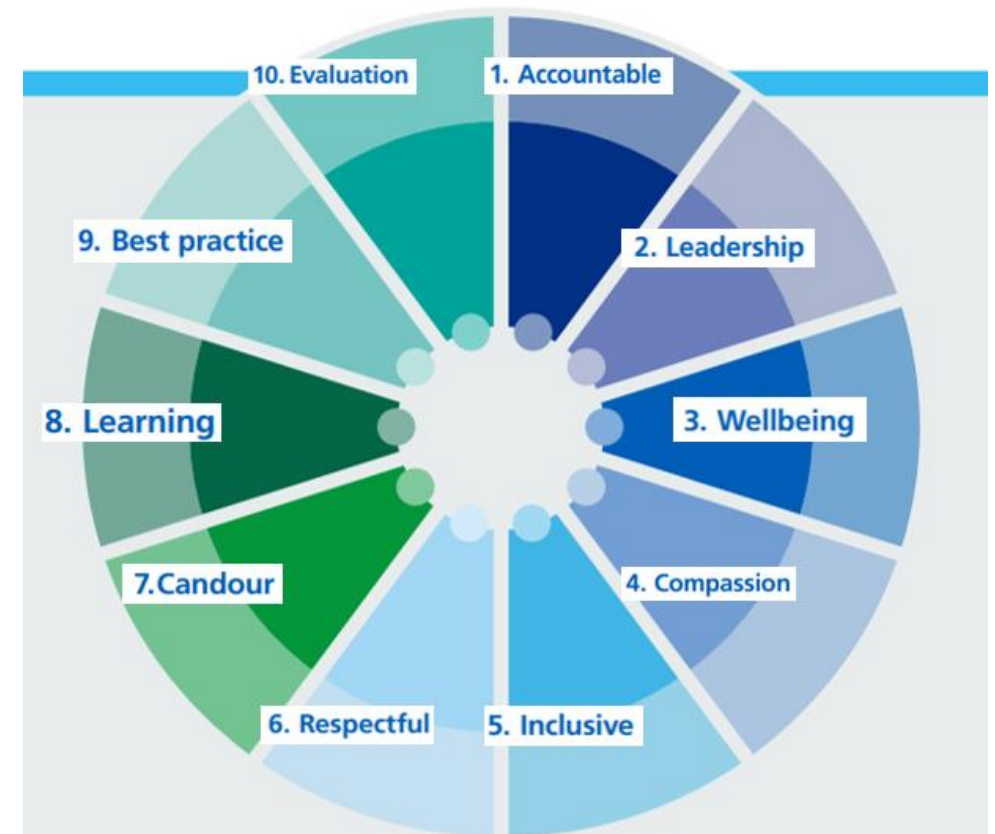 1. Accountable
2. Leadership
3. Wellbeing
4. Compassion
5. Inclusive
6. Respectful
7.Candour
8. Learning
9. Best practice
10. Evaluation